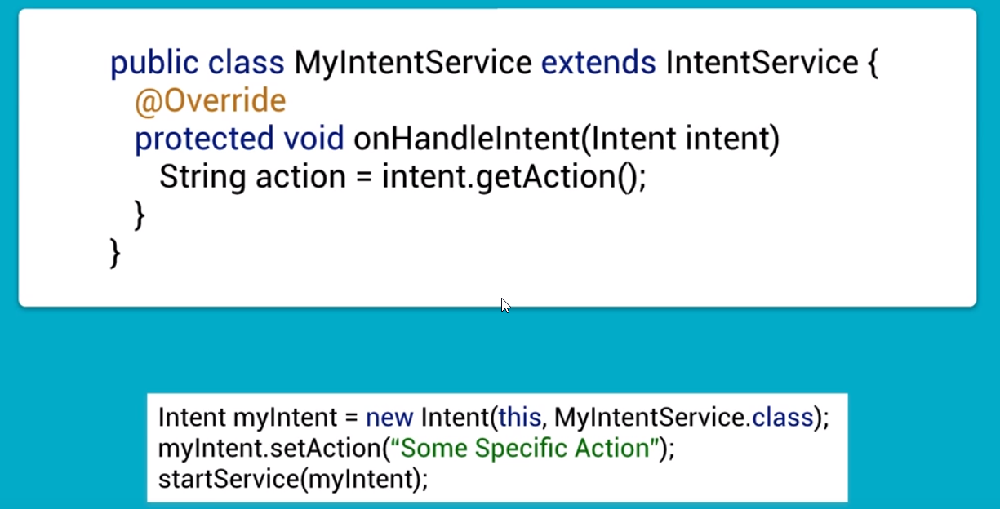 public class MyIntentService extends IntentService {
@Override
protected void onHandleIntent(Intent intent)
String action = intent.getAction();
}
}
Intent myIntent = new Intent(this, MyIntentService.class);
myIntent.setAction(“Some Specific Action”);
startService(myIntent);